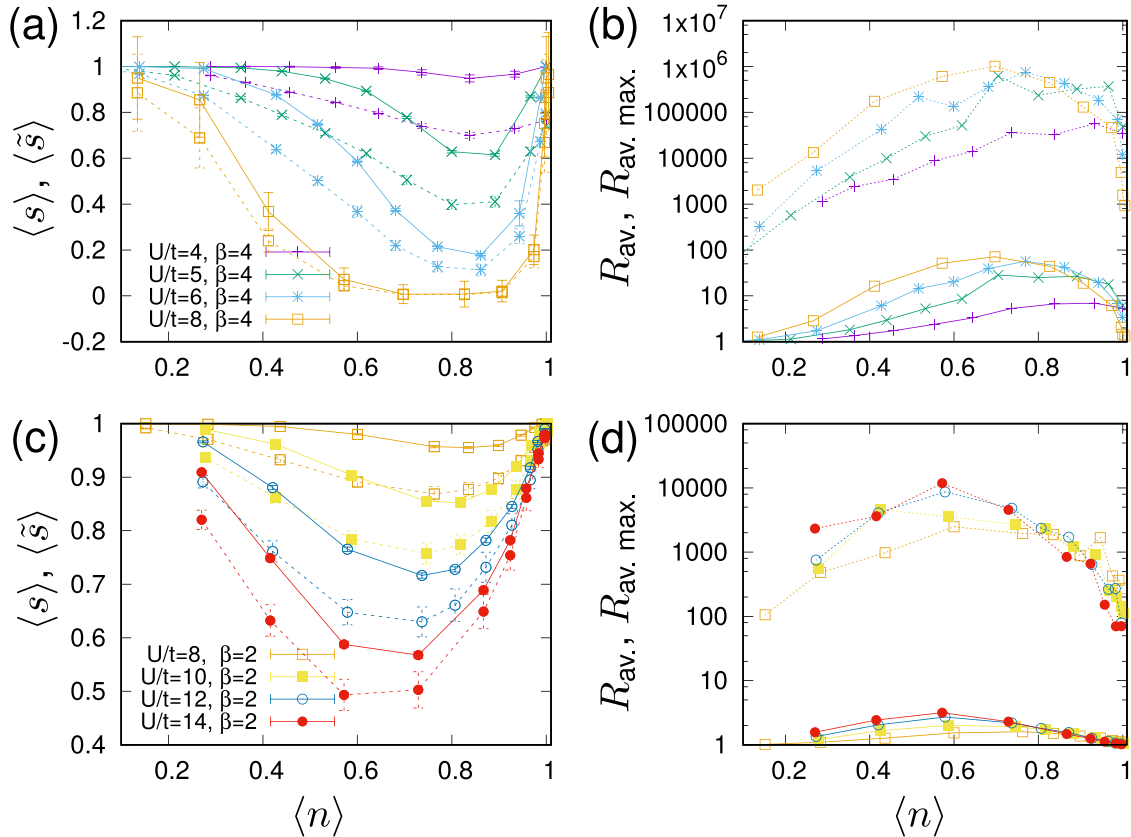 (a)
1.2
1
0.8
0.6
0.4
0.2
0
-0.2
⟨s⟩, ⟨s̃⟩
U/t=4, β=4
U/t=5, β=4
U/t=6, β=4
U/t=8, β=4
0.2 0.4 0.6 0.8 1
(b)
1x10⁷
1x10⁶
100000
10000
1000
100
10
1
R_av., R_av. max.
0.2 0.4 0.6 0.8 1
(c)
1
0.9
0.8
0.7
0.6
0.5
0.4
⟨s⟩, ⟨s̃⟩
U/t=8, β=2
U/t=10, β=2
U/t=12, β=2
U/t=14, β=2
0.2 0.4 0.6 0.8 1
⟨n⟩
(d)
100000
10000
1000
100
10
1
R_av., R_av. max.
0.2 0.4 0.6 0.8 1
⟨n⟩